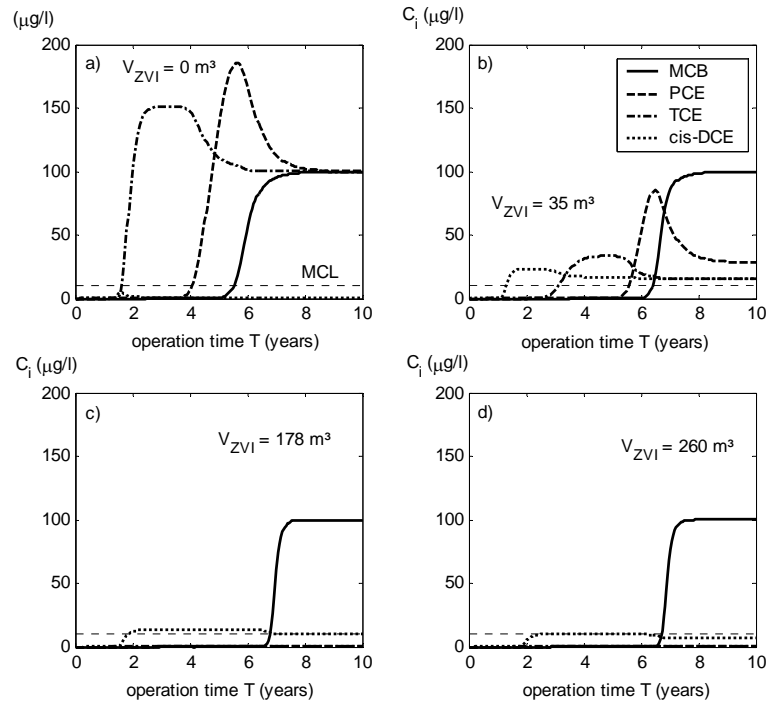 (μg/l)
C_i (μg/l)
200
150
100
50
0
a)
V_ZVI = 0 m³
MCL
0 2 4 6 8 10
operation time T (years)
200
150
100
50
0
b)
MCB
PCE
TCE
cis-DCE
V_ZVI = 35 m³
0 2 4 6 8 10
operation time T (years)
C_i (μg/l)
200
150
100
50
0
c)
V_ZVI = 178 m³
0 2 4 6 8 10
operation time T (years)
C_i (μg/l)
200
150
100
50
0
d)
V_ZVI = 260 m³
0 2 4 6 8 10
operation time T (years)